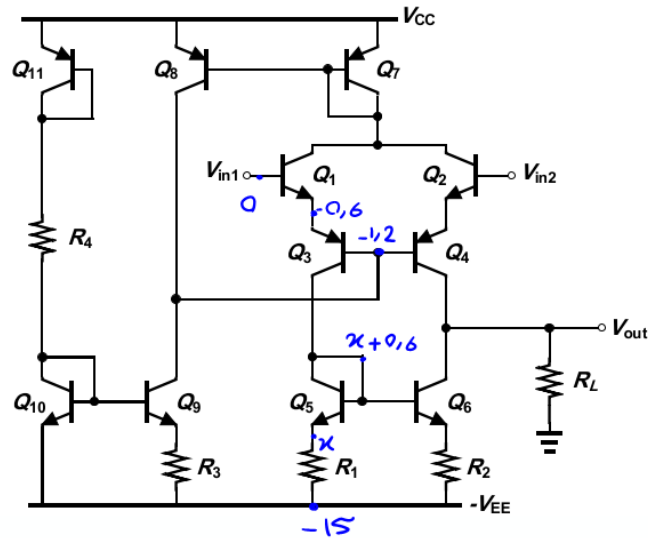 VCC
Q11
Q8
Q7
Vin1
Q1
Q2
Vin2
0
-0,6
R4
-1,2
Q3
Q4
Vout
x+0,6
RL
Q10
Q9
Q5
Q6
x
R3
R1
R2
-VEE
-15